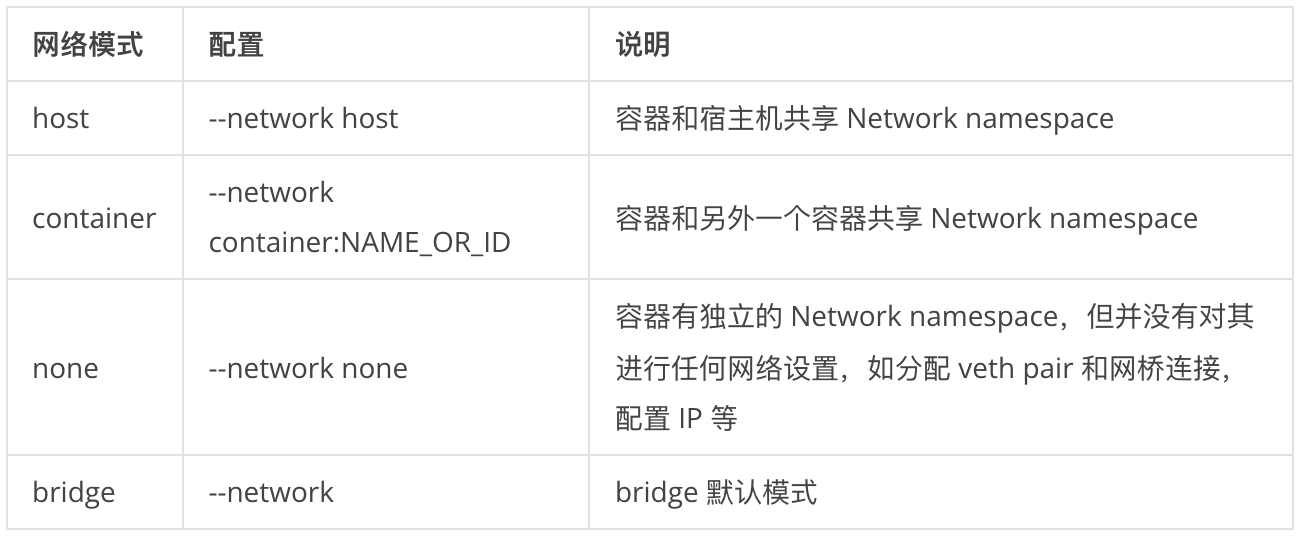 网络模式 配置 说明
host --network host 容器和宿主机共享 Network namespace
container --network container:NAME_OR_ID 容器和另外一个容器共享 Network namespace
none --network none 容器有独立的 Network namespace，但并没有对其
进行任何网络设置，如分配 veth pair 和网桥连接，
配置 IP 等
bridge --network bridge 默认模式